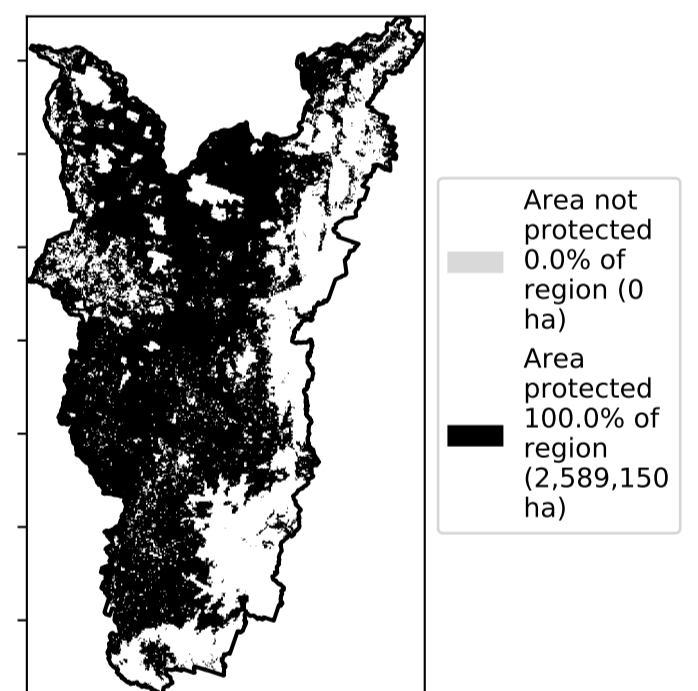 Area not
protected
0.0% of
region (0
ha)
Area
protected
100.0% of
region
(2,589,150
ha)